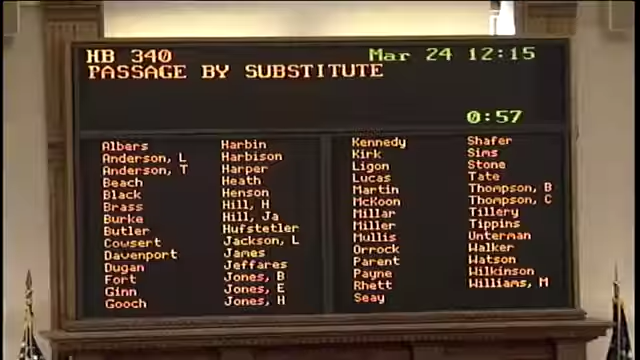 HB 340
Mar 24 12:15
PASSAGE BY SUBSTITUTE
0:57
Albers
Anderson, L
Anderson, T
Beach
Black
Brass
Burke
Butler
Cowsert
Davenport
Dugan
Fort
Ginn
Gooch
Harbin
Harbison
Harper
Heath
Henson
Hill, H
Hill, Ja
Hufstetler
Jackson, L
James
Jeffares
Jones, B
Jones, E
Jones, H
Kennedy
Kirk
Ligon
Lucas
Martin
McKoon
Millar
Miller
Mullis
Orrock
Parent
Payne
Rhett
Seay
Shafer
Sims
Stone
Tate
Thompson, B
Thompson, C
Tillery
Tippins
Unterman
Walker
Watson
Wilkinson
Williams, M